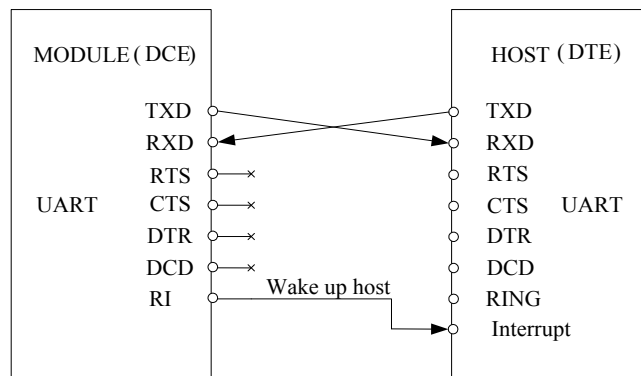 MODULE(DCE)
HOST (DTE)
TXD
RXD
RTS
CTS
DTR
DCD
RI
UART
Wake up host
TXD
RXD
RTS
CTS
DTR
DCD
RING
Interrupt
UART